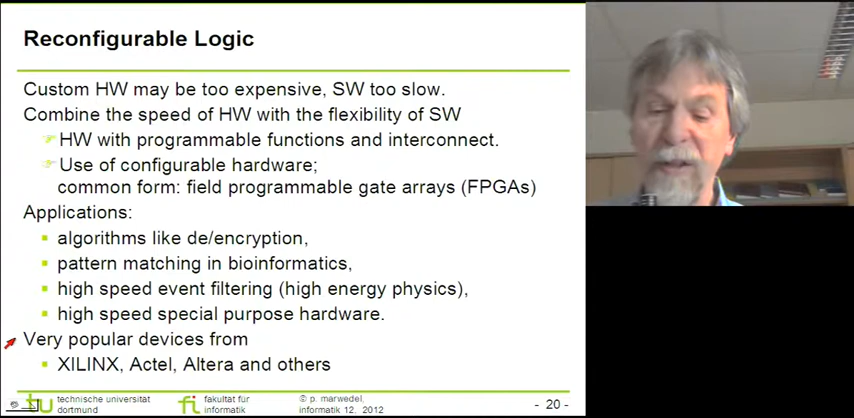 Reconfigurable Logic
Custom HW may be too expensive, SW too slow.
Combine the speed of HW with the flexibility of SW
HW with programmable functions and interconnect.
Use of configurable hardware;
common form: field programmable gate arrays (FPGAs)
Applications:
algorithms like de/encryption,
pattern matching in bioinformatics,
high speed event filtering (high energy physics),
high speed special purpose hardware.
Very popular devices from
XILINX, Actel, Altera and others
technische universität
dortmund
fi
fakultät für
informatik
© p. marwedel,
informatik 12. 2012
- 20 -